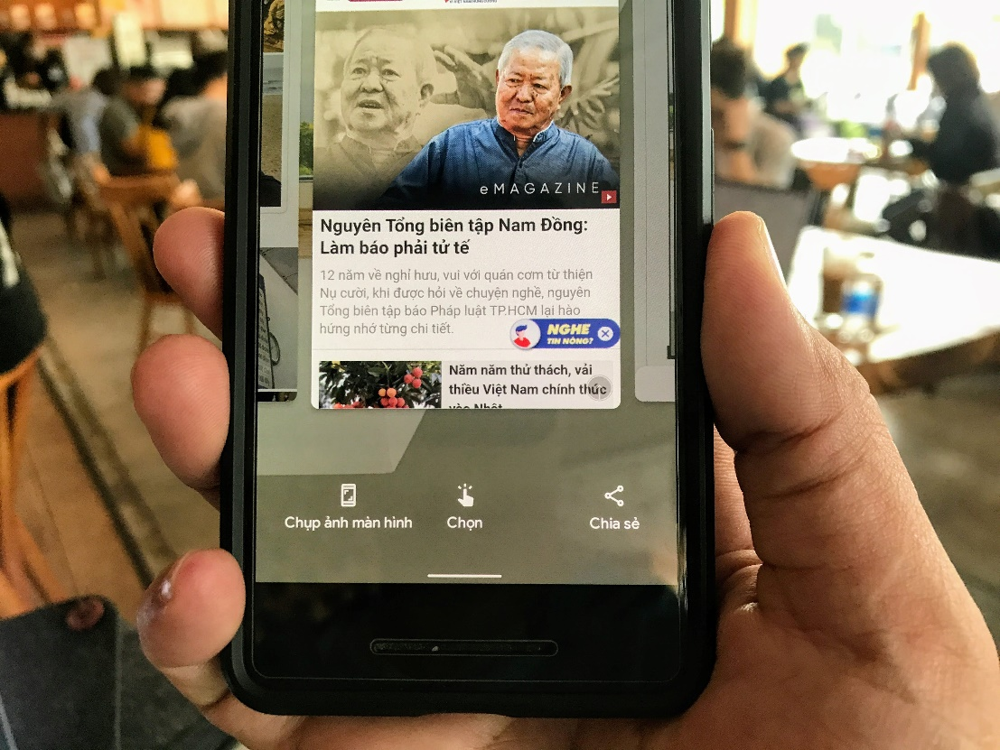 eMAGAZINE
Nguyên Tổng biên tập Nam Đồng:
Làm báo phải tử tế
12 năm về nghỉ hưu, vui với quán cơm từ thiện
Nụ cười, khi được hỏi về chuyện nghề, nguyên
Tổng biên tập báo Pháp luật TP.HCM lại hào
hứng nhớ từng chi tiết.
NGHE
TIN NÓNG?
Năm năm thử thách, vải
thiều Việt Nam chính thức
vào Nhật
Chụp ảnh màn hình
Chọn
Chia sẻ